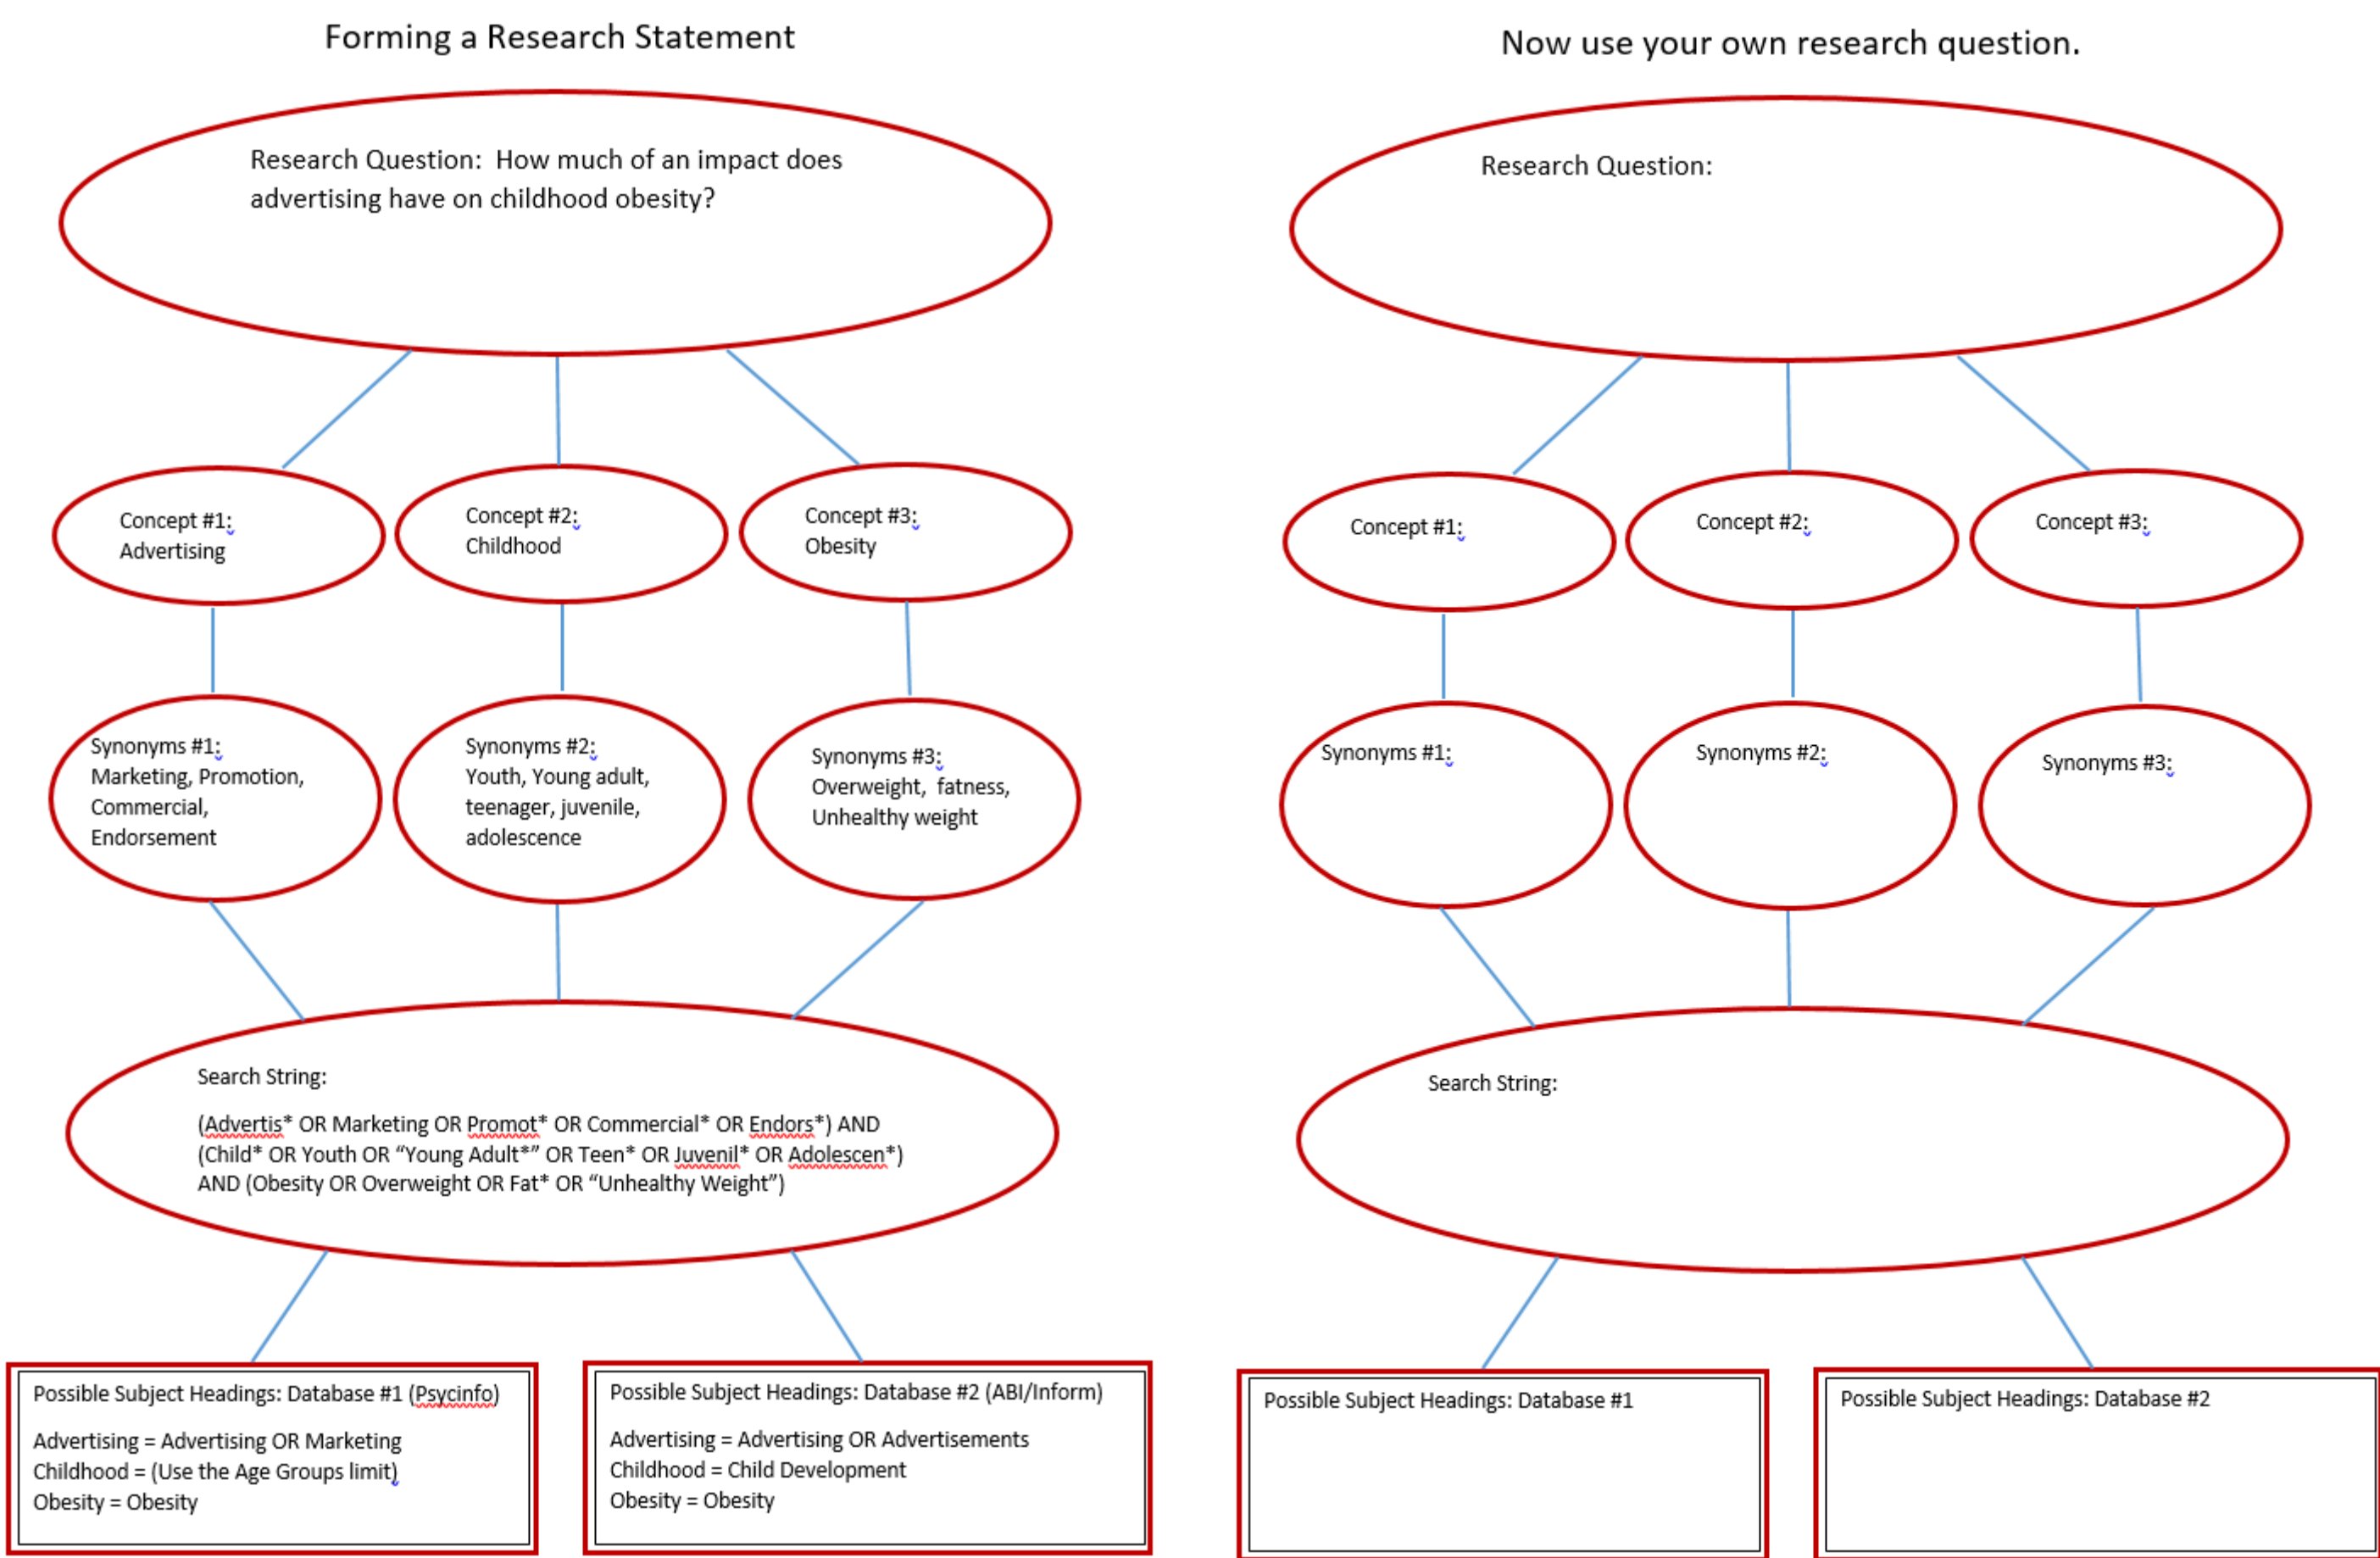 Forming a Research Statement
Research Question:  How much of an impact does
advertising have on childhood obesity?
Concept #1:
Advertising
Concept #2:
Childhood
Concept #3:
Obesity
Synonyms #1:
Marketing, Promotion,
Commercial,
Endorsement
Synonyms #2:
Youth, Young adult,
teenager, juvenile,
adolescence
Synonyms #3:
Overweight,  fatness,
Unhealthy weight
Search String:
(Advertis* OR Marketing OR Promot* OR Commercial* OR Endors*) AND
(Child* OR Youth OR “Young Adult*” OR Teen* OR Juvenil* OR Adolescen*)
AND (Obesity OR Overweight OR Fat* OR “Unhealthy Weight”)
Possible Subject Headings: Database #1 (Psycinfo)
Advertising = Advertising OR Marketing
Childhood = (Use the Age Groups limit)
Obesity = Obesity
Possible Subject Headings: Database #2 (ABI/Inform)
Advertising = Advertising OR Advertisements
Childhood = Child Development
Obesity = Obesity
Now use your own research question.
Research Question:
Concept #1:
Concept #2:
Concept #3:
Synonyms #1:
Synonyms #2:
Synonyms #3:
Search String:
Possible Subject Headings: Database #1
Possible Subject Headings: Database #2